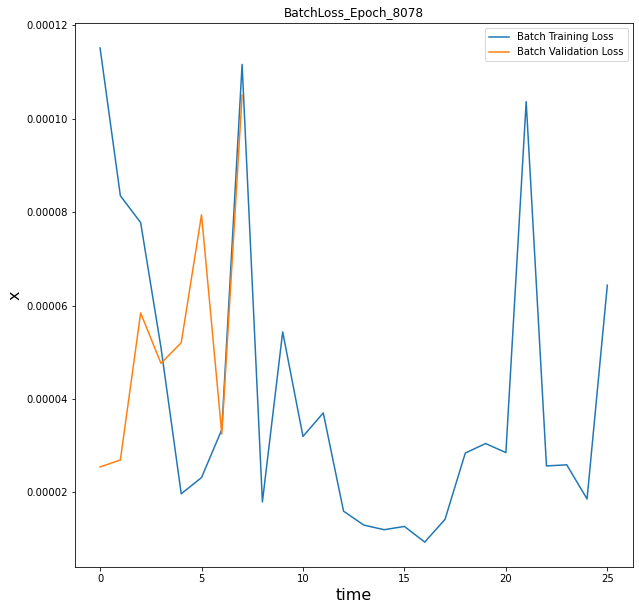 BatchLoss_Epoch_8078
Batch Training Loss
Batch Validation Loss
0.00012
0.00010
0.00008
0.00006
0.00004
0.00002
x
0 5 10 15 20 25
time